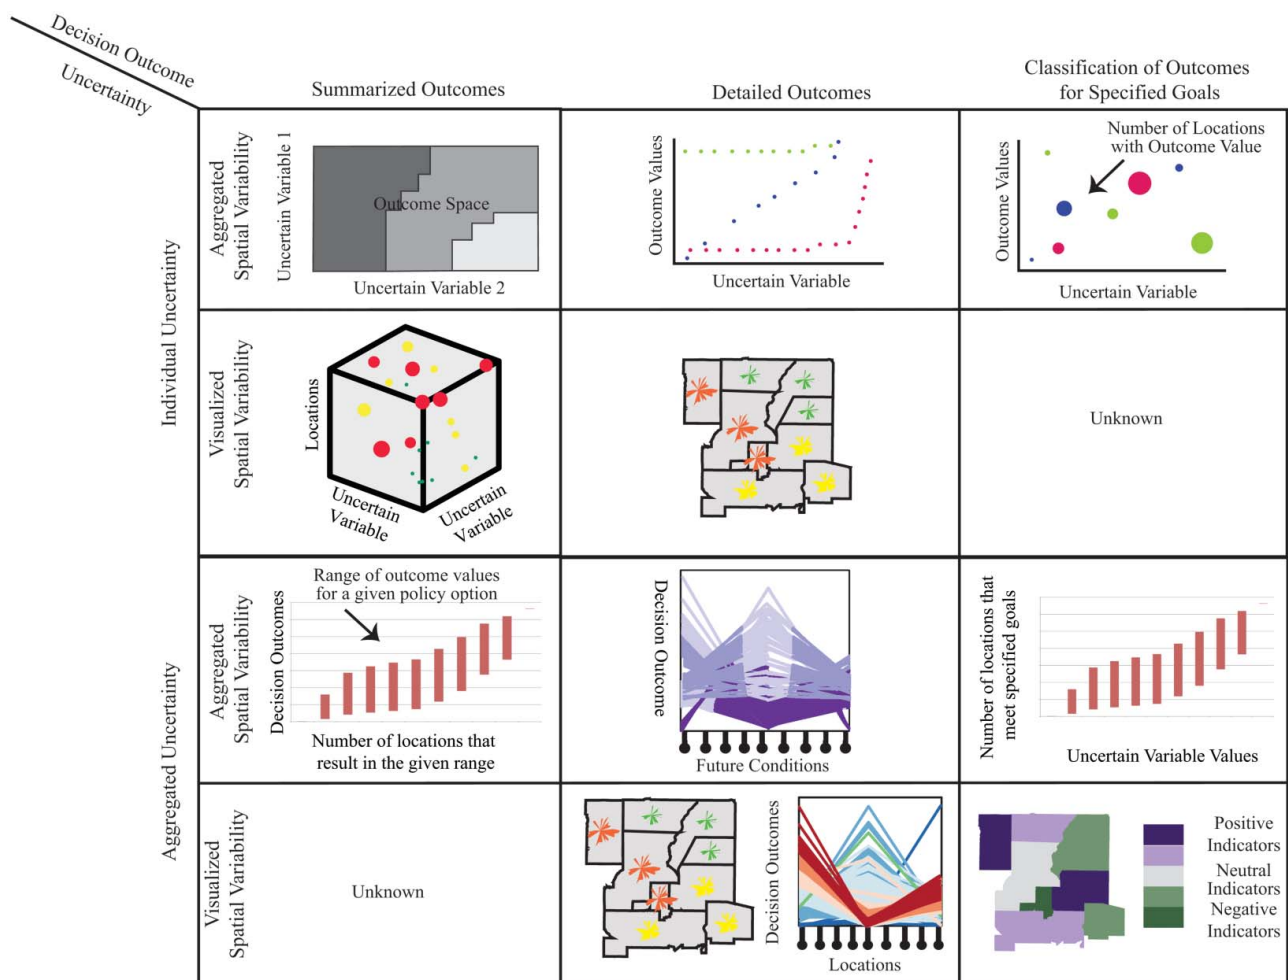 Decision Outcome
Uncertainty
Summarized Outcomes
Detailed Outcomes
Classification of Outcomes
for Specified Goals
Individual Uncertainty
Aggregated
Spatial Variability
Uncertain Variable 1
Outcome Space
Uncertain Variable 2
Outcome Values
Uncertain Variable
Outcome Values
Number of Locations
with Outcome Value
Uncertain Variable
Visualized
Spatial Variability
Locations
Uncertain
Variable
Uncertain
Variable
Unknown
Aggregated Uncertainty
Aggregated
Spatial Variability
Decision Outcomes
Range of outcome values
for a given policy option
Number of locations that
result in the given range
Decision Outcome
Future Conditions
Number of locations that
meet specified goals
Uncertain Variable Values
Visualized
Spatial Variability
Unknown
Decision Outcomes
Locations
Positive
Indicators
Neutral
Indicators
Negative
Indicators